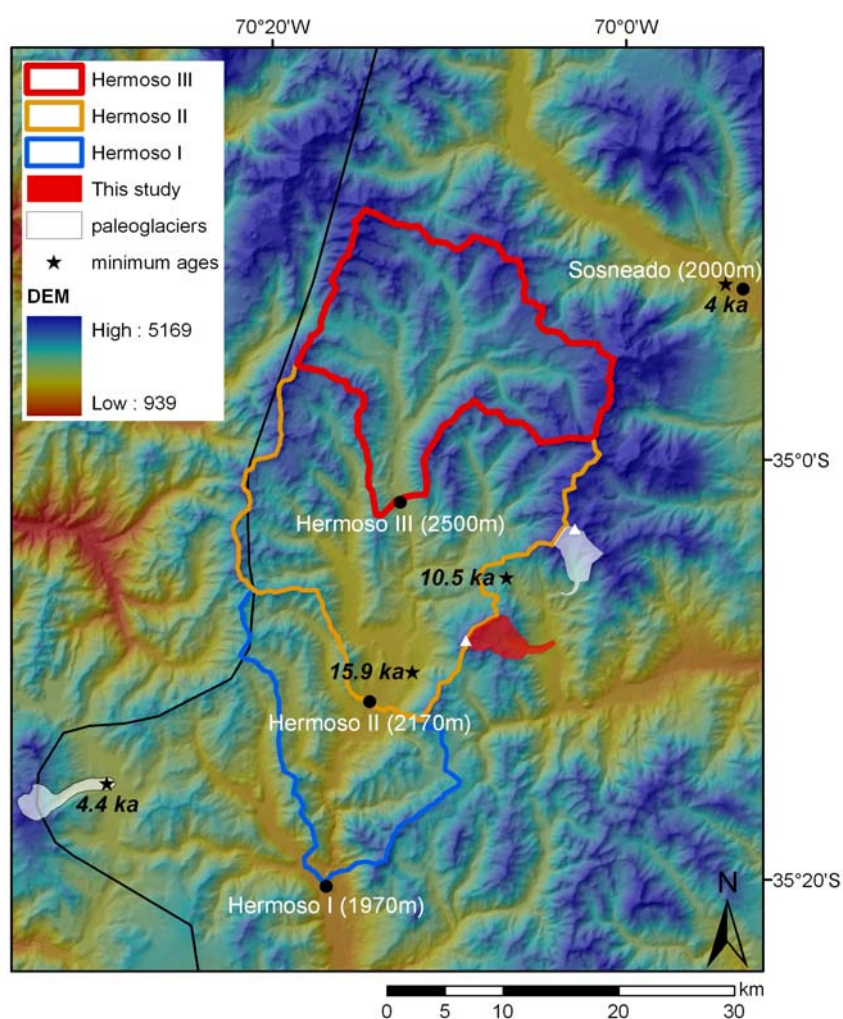 70°20'W 70°0'W
Hermoso III
Hermoso II
Hermoso I
This study
paleoglaciers
minimum ages
DEM
High : 5169
Low : 939
Sosneado (2000m)
4 ka
35°0'S
Hermoso III (2500m)
10.5 ka
15.9 ka
Hermoso II (2170m)
4.4 ka
35°20'S
Hermoso I (1970m)
N
km
0 5 10 20 30